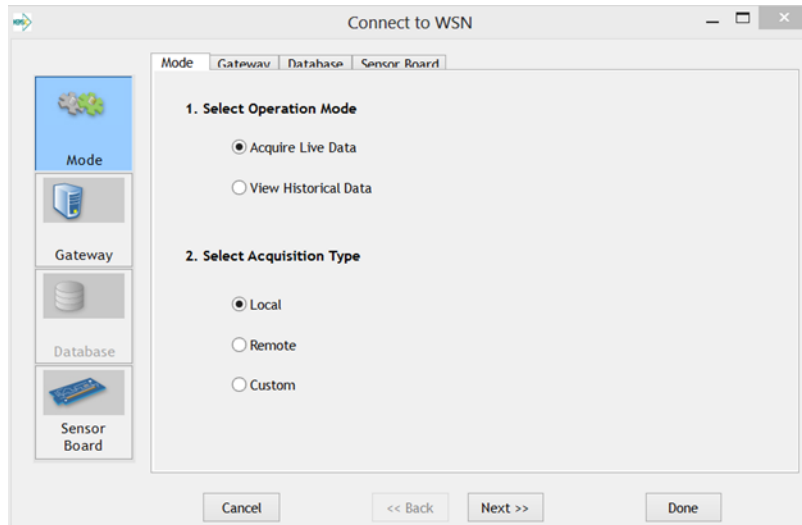 Connect to WSN
Mode Gateway Database Sensor Board
Mode
Gateway
Database
Sensor
Board
1. Select Operation Mode
Acquire Live Data
View Historical Data
2. Select Acquisition Type
Local
Remote
Custom
Cancel << Back Next >> Done